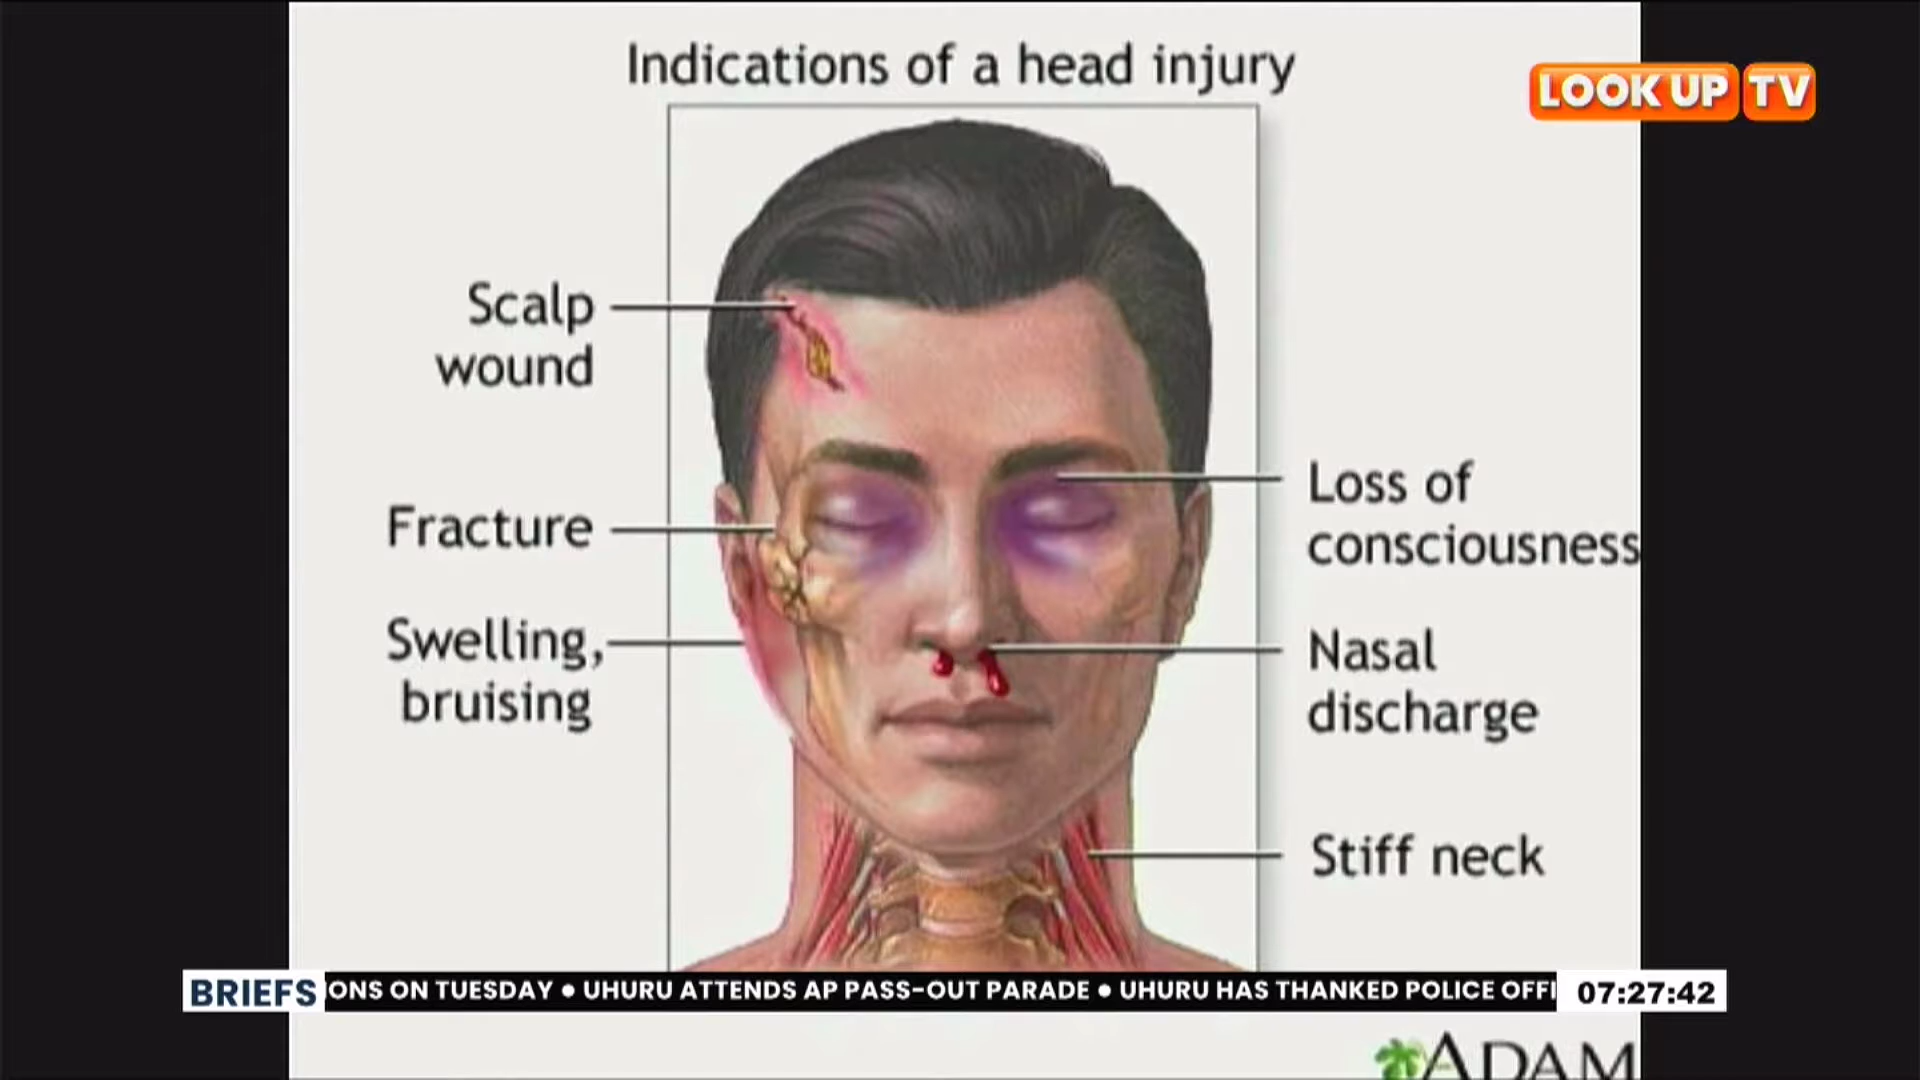 Indications of a head injury
LOOK UP TV
Scalp
wound
Fracture
Swelling,
bruising
Loss of
consciousness
Nasal
discharge
Stiff neck
BRIEFS
ONS ON TUESDAY ● UHURU ATTENDS AP PASS-OUT PARADE ● UHURU HAS THANKED POLICE OFFI
07:27:42
ADAM